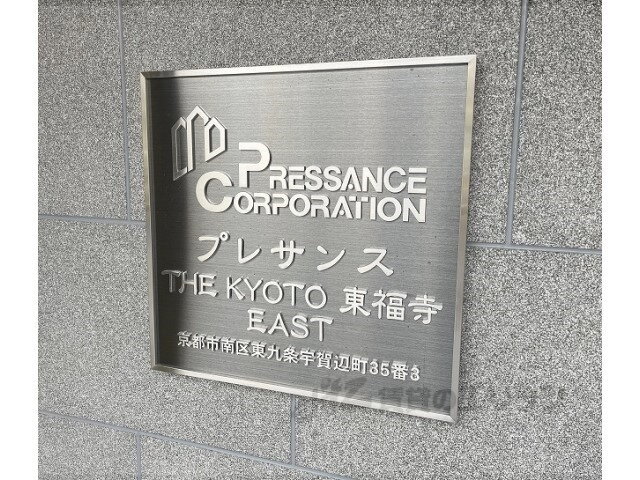 PRESSANCE
CORPORATION
プレサンス
THE KYOTO 東福寺
EAST
京都市南区東九条宇賀辺町35番3